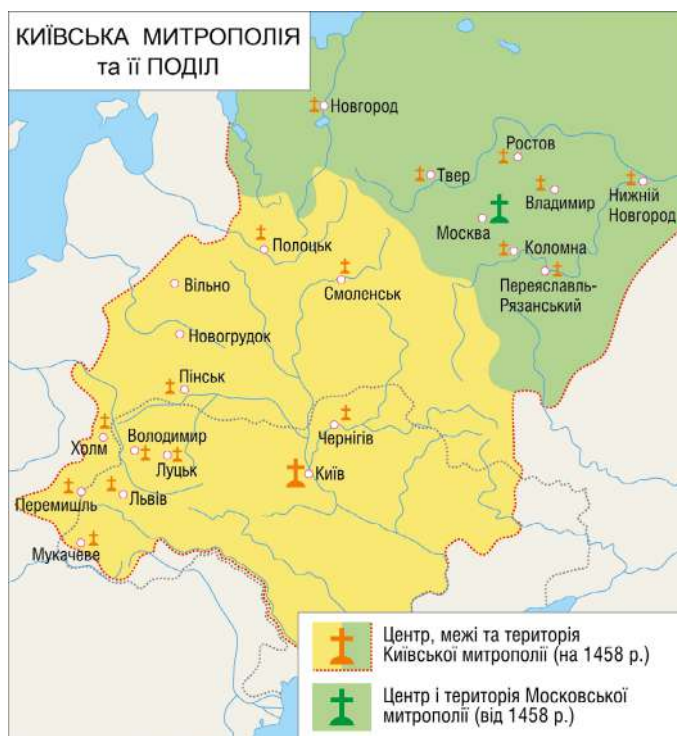 КИЇВСЬКА МИТРОПОЛІЯ
та її ПОДІЛ
Новгород
Ростов
Твер
Владимир
Нижній
Новгород
Москва
Коломна
Переяславль-
Рязанський
Полоцьк
Смоленськ
Вільно
Новогрудок
Пінськ
Чернігів
Холм
Володимир
Луцьк
Київ
Перемишль
Львів
Мукачеве
Центр, межі та територія
Київської митрополії (на 1458 р.)
Центр і територія Московської
митрополії (від 1458 р.)